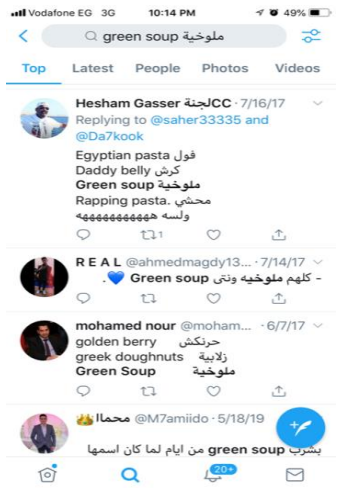 Vodafone EG 3G 10:14 PM 49%
green soup ملوخية
Top Latest People Photos Videos
Hesham Gasser لجنةCC · 7/16/17
Replying to @saher33335 and
@Da7kook
Egyptian pasta فول
Daddy belly كرش
Green soup ملوخية
Rapping pasta. محشي
ولسه ههههههههههههه
1
R E A L @ahmedmagdy13... · 7/14/17
- كلهم ملوخيه ونتى Green soup 💙.
mohamed nour @moham... · 6/7/17
golden berry حرنكش
greek doughnuts زلابية
Green Soup ملوخية
محماا👑 @M7amiido · 5/18/19
بشرب green soup من ايام لما كان اسمها
20+